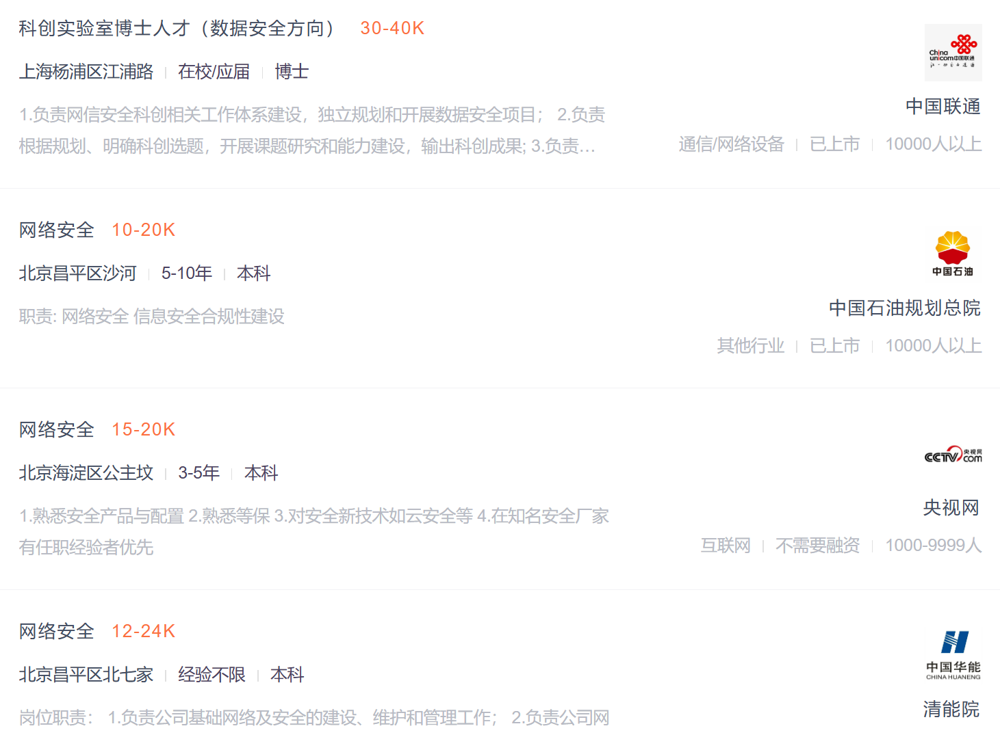 科创实验室博士人才（数据安全方向） 30-40K
上海杨浦区江浦路 在校/应届 博士
1.负责网信安全科创相关工作体系建设，独立规划和开展数据安全项目； 2.负责
根据规划、明确科创选题，开展课题研究和能力建设，输出科创成果; 3.负责…
China
unicom中国联通
中国联通
通信/网络设备 已上市 10000人以上
网络安全 10-20K
北京昌平区沙河 5-10年 本科
职责: 网络安全 信息安全合规性建设
中国石油
中国石油规划总院
其他行业 已上市 10000人以上
网络安全 15-20K
北京海淀区公主坟 3-5年 本科
1.熟悉安全产品与配置 2.熟悉等保 3.对安全新技术如云安全等 4.在知名安全厂家
有任职经验者优先
CCTV 央视网
com
央视网
互联网 不需要融资 1000-9999人
网络安全 12-24K
北京昌平区北七家 经验不限 本科
岗位职责： 1.负责公司基础网络及安全的建设、维护和管理工作； 2.负责公司网
中国华能
CHINA HUANENG
清能院